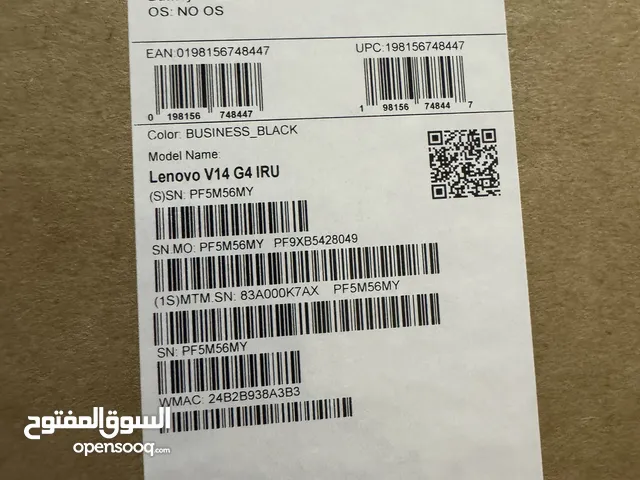 OS: NO OS
EAN:0198156748447
UPC:198156748447
0 198156 748447
1 98156 74844 7
Color: BUSINESS_BLACK
Model Name:
Lenovo V14 G4 IRU
(S)SN: PF5M56MY
SN.MO: PF5M56MY PF9XB5428049
(1S)MTM.SN: 83A000K7AX PF5M56MY
SN: PF5M56MY
WMAC: 24B2B938A3B3
السوق المفتوح
opensooq.com